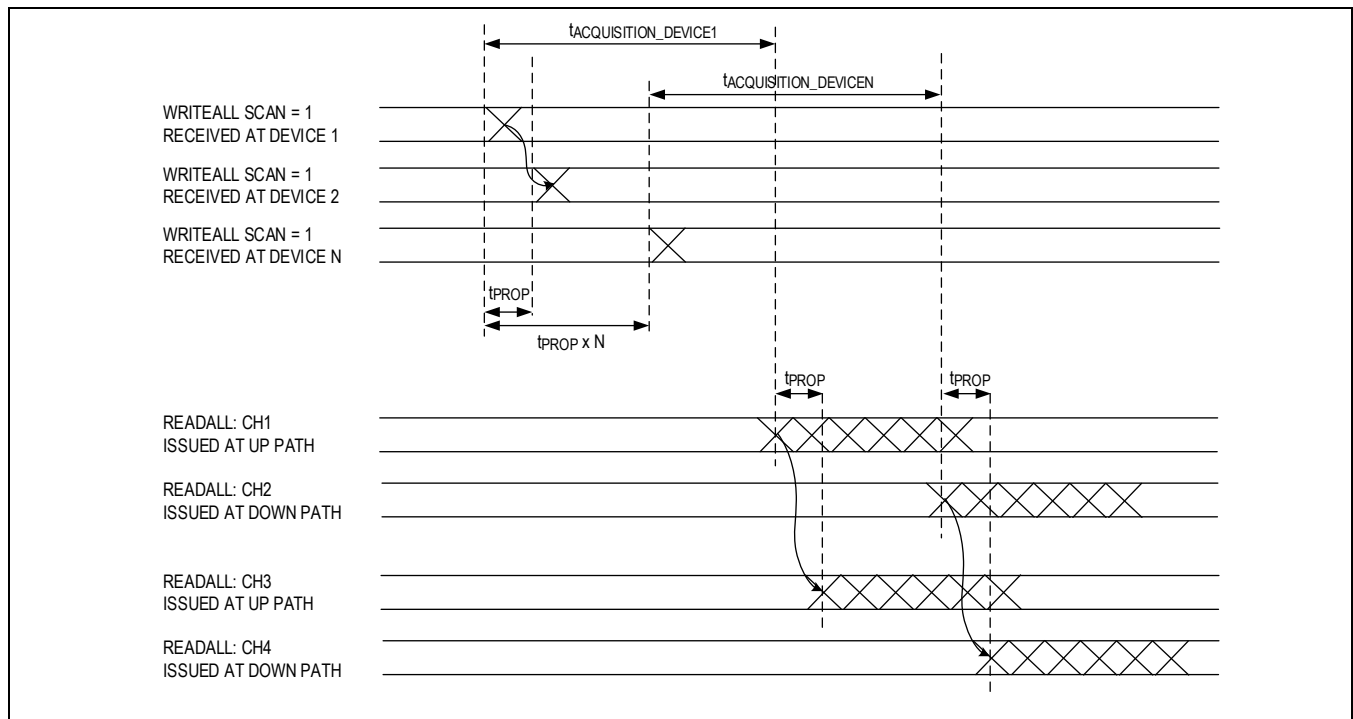 tACQUISITION_DEVICE1
tACQUISITION_DEVICEN
WRITEALL SCAN = 1
RECEIVED AT DEVICE 1
WRITEALL SCAN = 1
RECEIVED AT DEVICE 2
WRITEALL SCAN = 1
RECEIVED AT DEVICE N
tPROP
tPROP x N
tPROP
tPROP
READALL: CH1
ISSUED AT UP PATH
READALL: CH2
ISSUED AT DOWN PATH
READALL: CH3
ISSUED AT UP PATH
READALL: CH4
ISSUED AT DOWN PATH